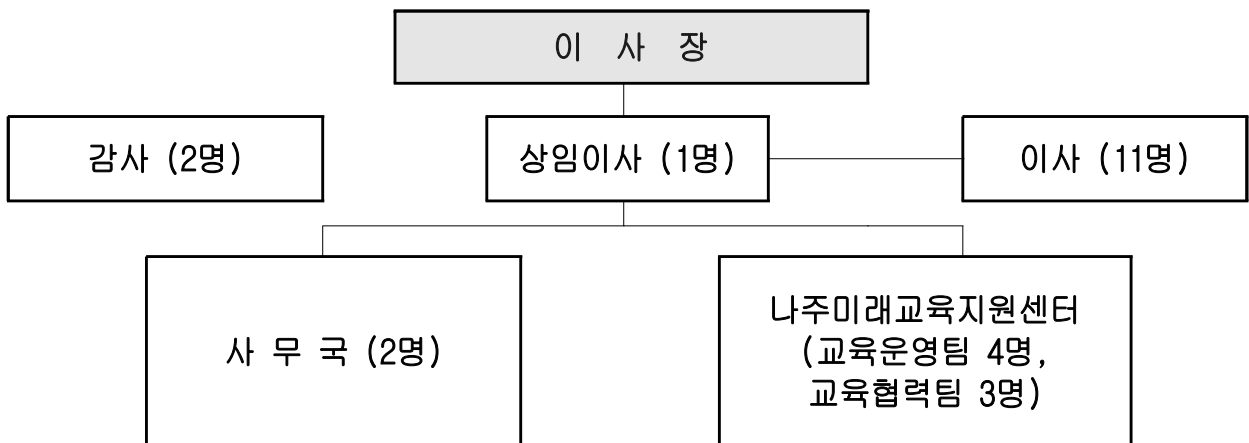 이 사 장
감사 (2명)
상임이사 (1명)
이사 (11명)
사 무 국 (2명)
나주미래교육지원센터
(교육운영팀 4명,
교육협력팀 3명)